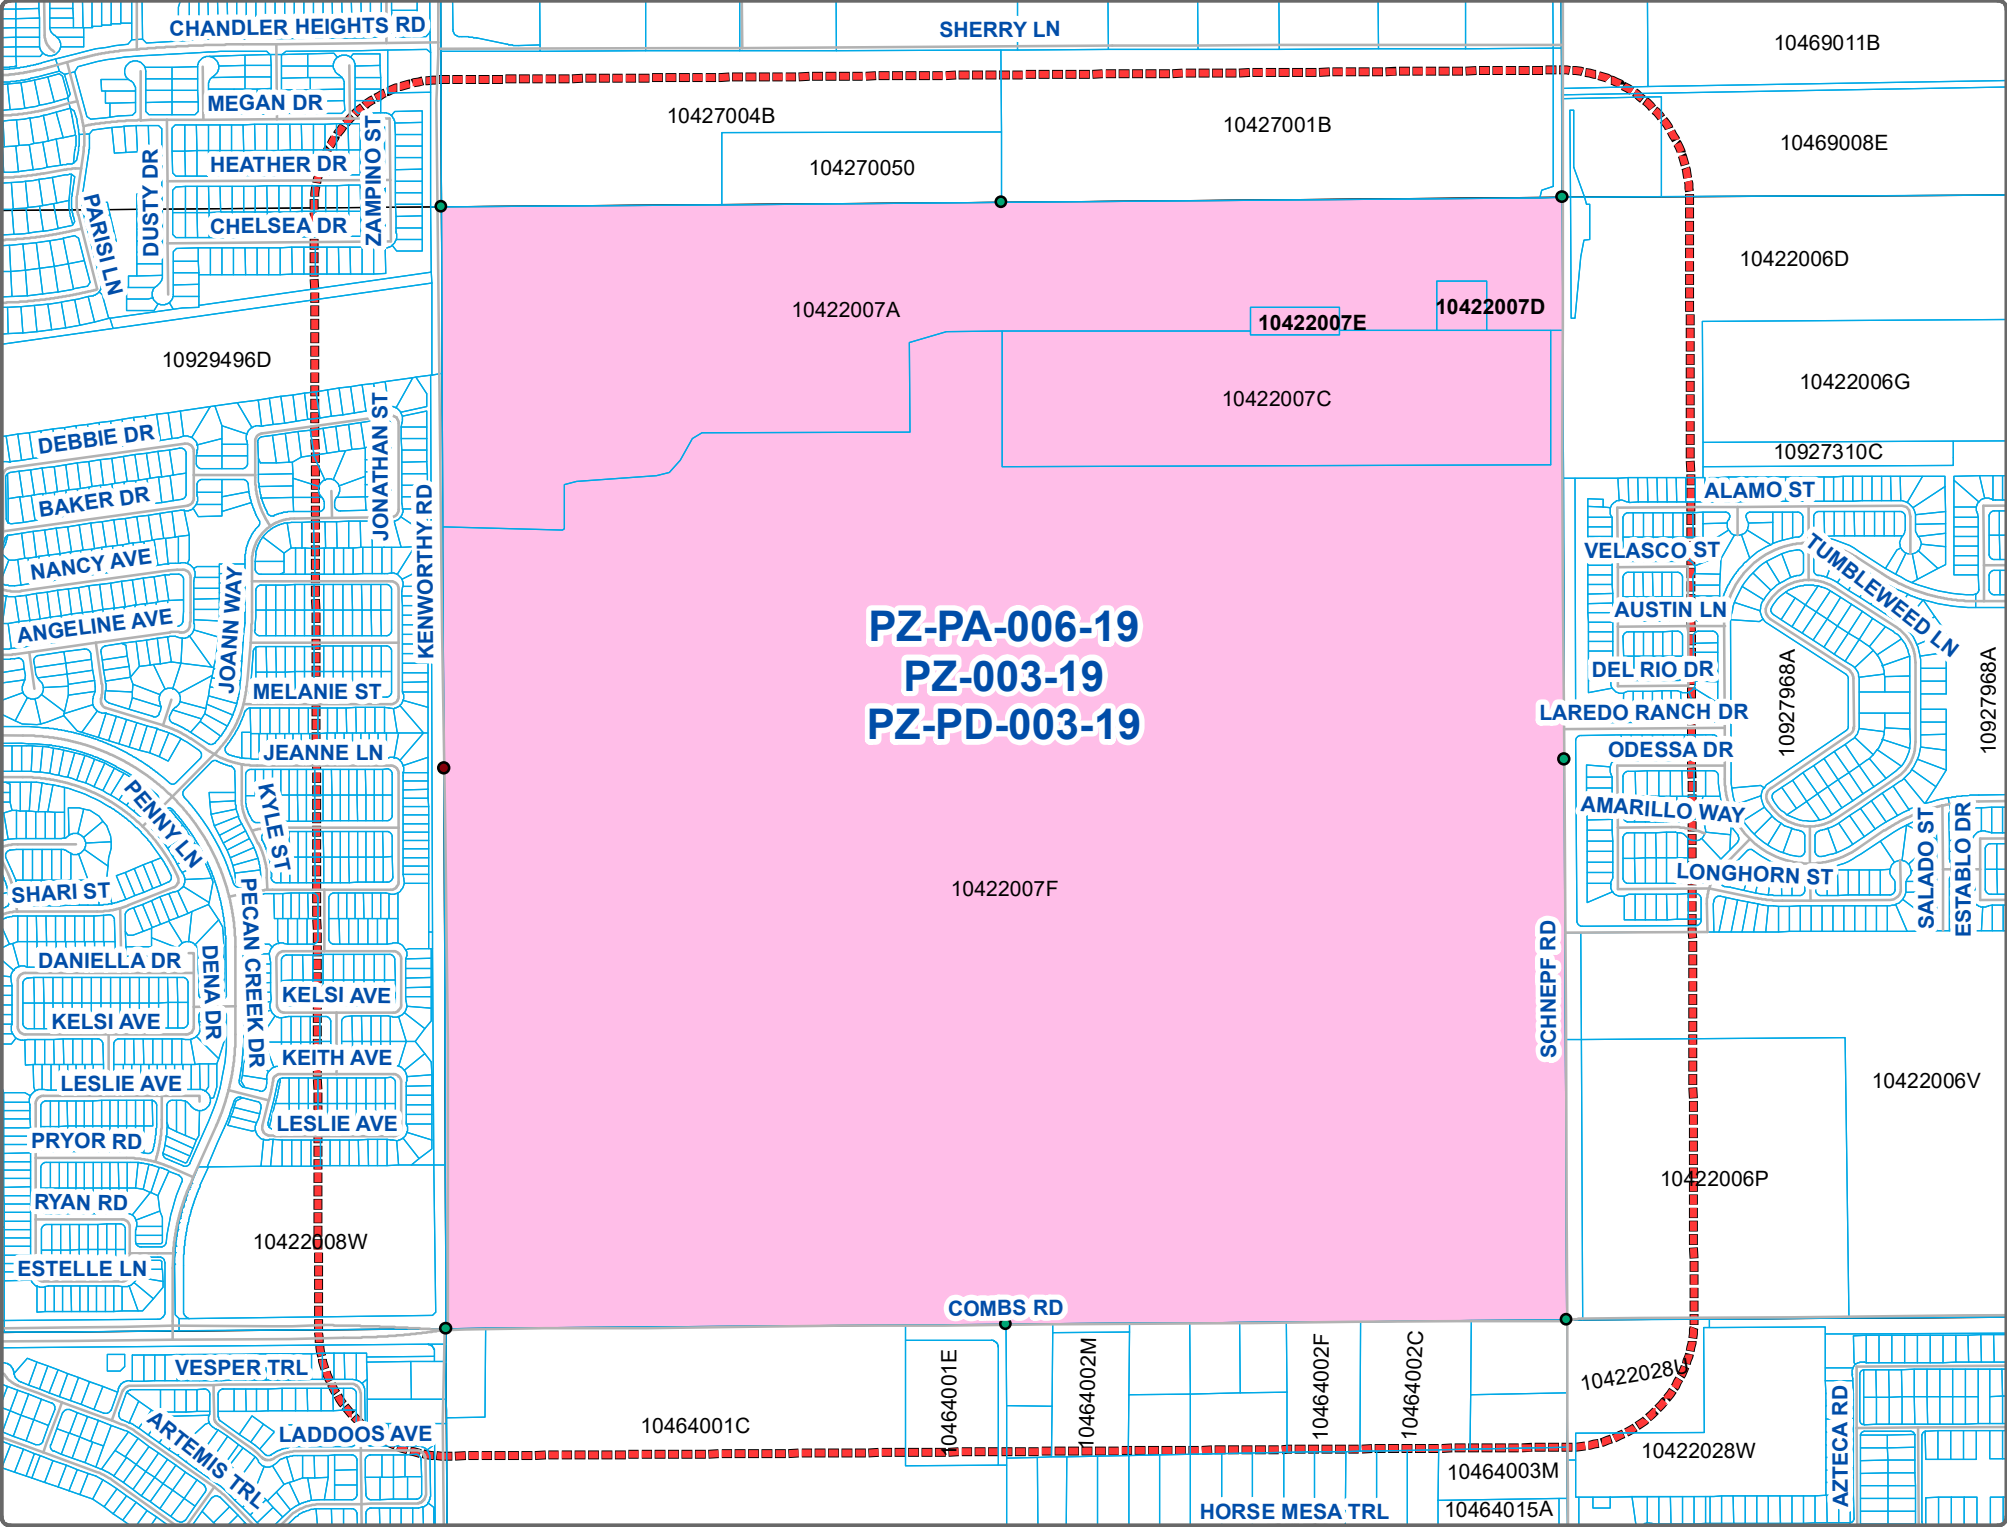 CHANDLER HEIGHTS RD
SHERRY LN
10469011B
MEGAN DR
10427004B
10427001B
10469008E
ZAMPINO ST
HEATHER DR
DUSTY DR
104270050
PARISI LN
CHELSEA DR
10422006D
10422007A
10422007E
10422007D
10929496D
10422006G
10422007C
DEBBIE DR
JONATHAN ST
10927310C
BAKER DR
KENWORTHY RD
ALAMO ST
NANCY AVE
VELASCO ST
TUMBLEWEED LN
JOANN WAY
ANGELINE AVE
AUSTIN LN
PZ-PA-006-19
PZ-003-19
PZ-PD-003-19
MELANIE ST
DEL RIO DR
10927968A
10927968A
LAREDO RANCH DR
JEANNE LN
ODESSA DR
PENNY LN
KYLE ST
AMARILLO WAY
SALADO ST
ESTABLO DR
SHARI ST
10422007F
LONGHORN ST
PECAN CREEK DR
DANIELLA DR
DENA DR
SCHNEPF RD
KELSI AVE
KELSI AVE
KEITH AVE
LESLIE AVE
10422006V
LESLIE AVE
PRYOR RD
10422006P
RYAN RD
10422008W
ESTELLE LN
COMBS RD
VESPER TRL
10464001E
10464002M
10464002F
10464002C
10422028U
ARTEMIS TRL
LADDOOS AVE
10464001C
AZTECA RD
10422028W
10464003M
HORSE MESA TRL
10464015A